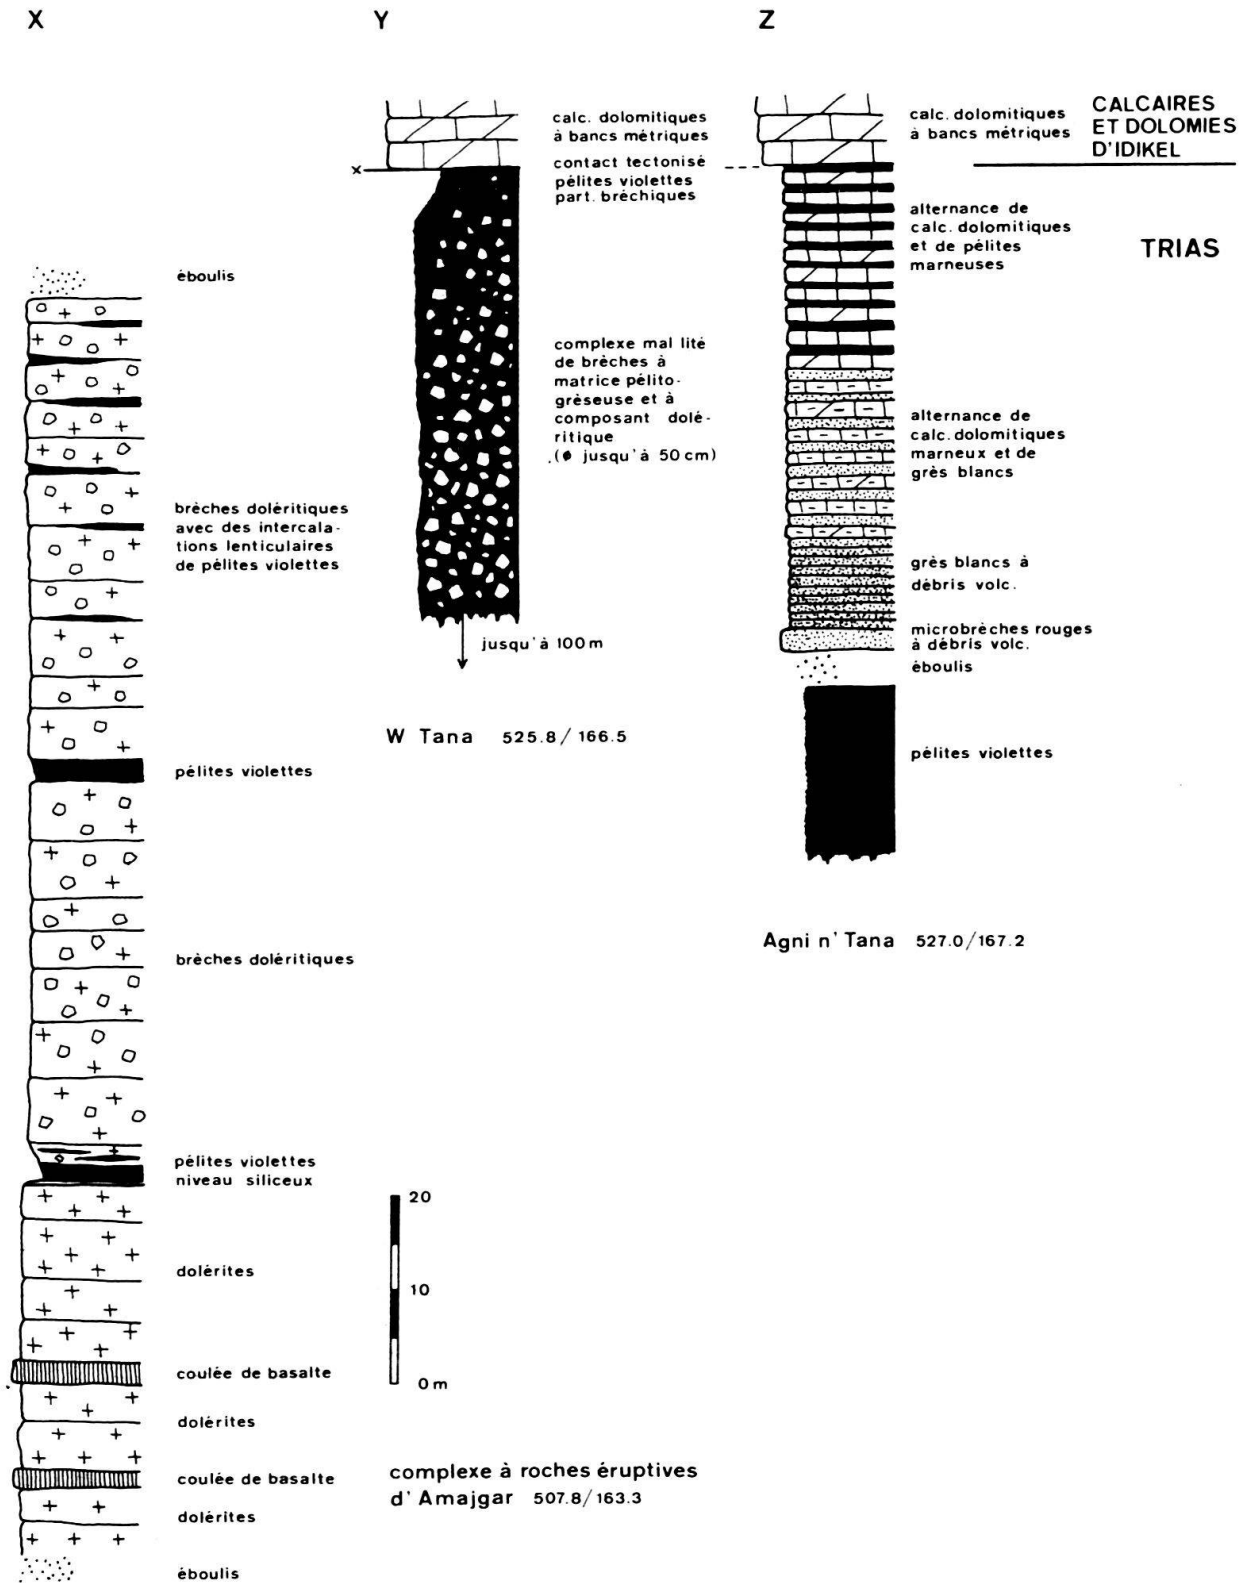 X
Y
Z
éboulis
brèches doléritiques
avec des intercala-
tions lenticulaires
de pélites violettes
pélites violettes
brèches doléritiques
pélites violettes
niveau siliceux
dolérites
coulée de basalte
dolérites
coulée de basalte
dolérites
éboulis
calc. dolomitiques
à bancs métriques
contact tectonisé
pélites violettes
part. bréchiques
complexe mal lité
de brèches à
matrice pélito-
gréseuse et à
composant dolé-
ritique
(ø jusqu'à 50 cm)
jusqu'à 100 m
W Tana 525.8/166.5
20
10
0 m
complexe à roches éruptives
d'Amajgar 507.8/163.3
calc. dolomitiques
à bancs métriques
alternance de
calc. dolomitiques
et de pélites
marneuses
alternance de
calc. dolomitiques
marneux et de
grès blancs
grès blancs à
débris volc.
microbrèches rouges
à débris volc.
éboulis
pélites violettes
Agni n'Tana 527.0/167.2
CALCAIRES
ET DOLOMIES
D'IDIKEL
TRIAS